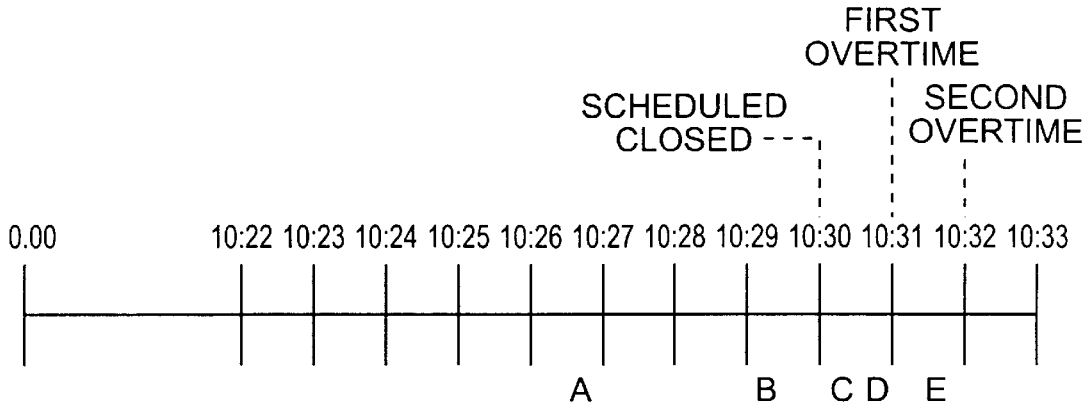 FIRST
OVERTIME
SCHEDULED
CLOSED
SECOND
OVERTIME
0.00 10:22 10:23 10:24 10:25 10:26 10:27 10:28 10:29 10:30 10:31 10:32 10:33
A B C D E